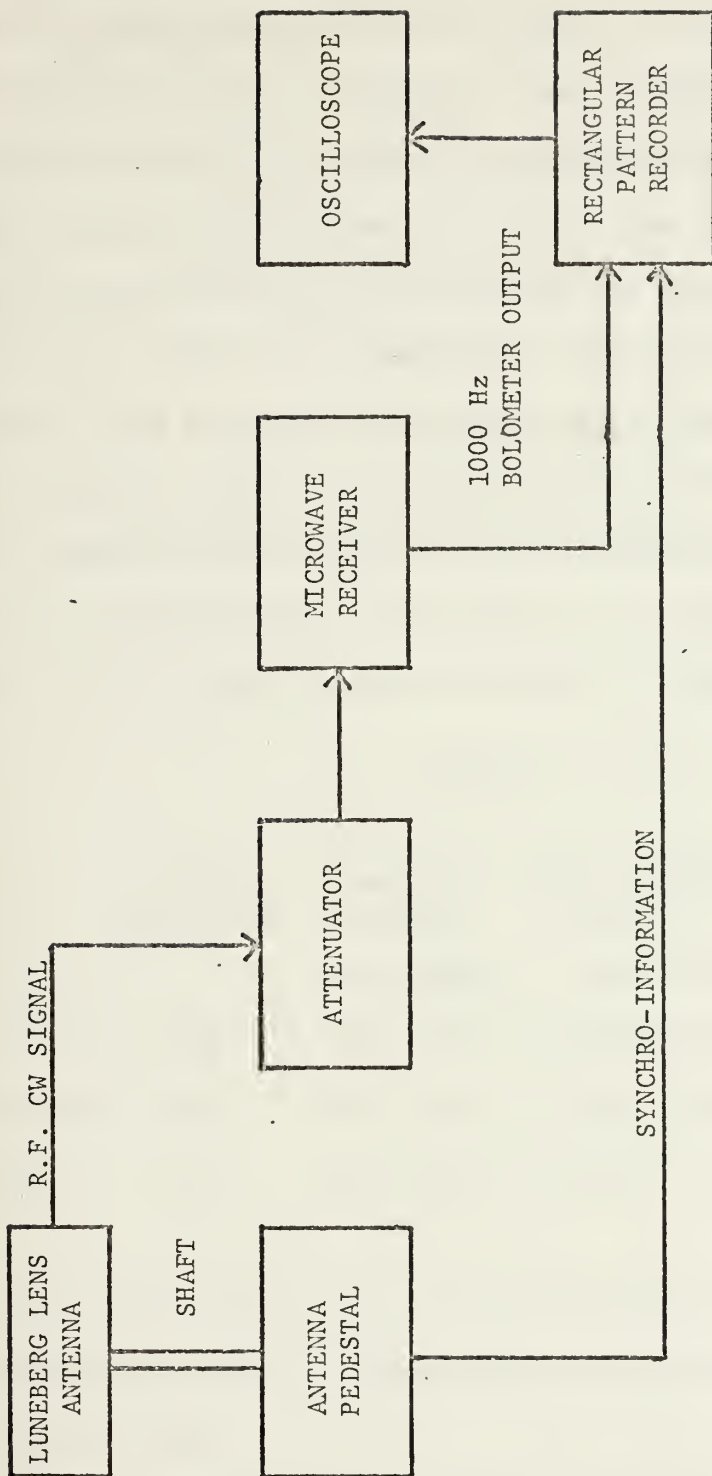 LUNEBERG LENS
ANTENNA
R.F. CW SIGNAL
SHAFT
ANTENNA
PEDESTAL
ATTENUATOR
MICROWAVE
RECEIVER
OSCILLOSCOPE
1000 Hz
BOLOMETER OUTPUT
RECTANGULAR
PATTERN
RECORDER
SYNCHRO-INFORMATION